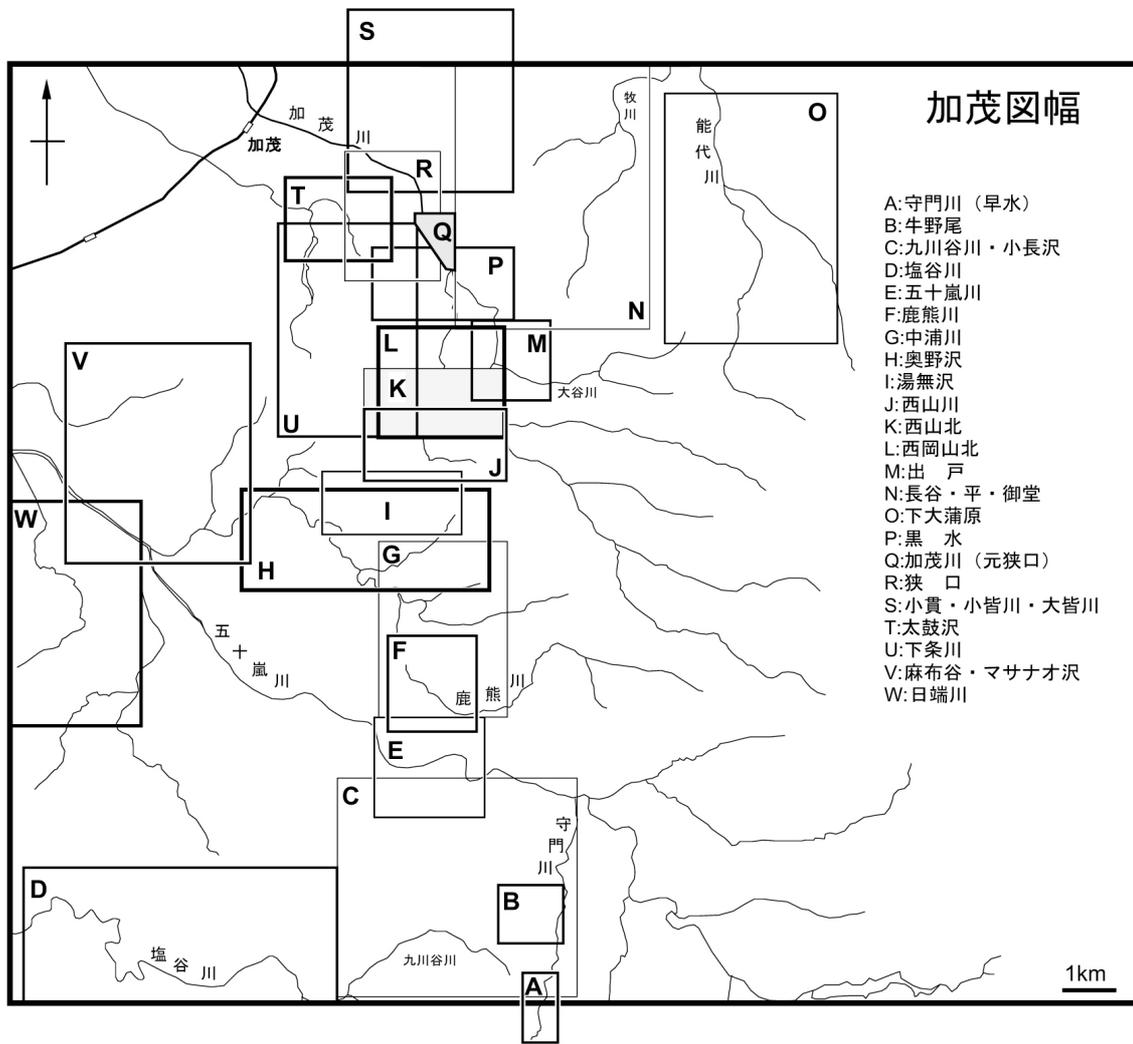 加茂図幅
A:守門川（早水）
B:牛野尾
C:九川谷川・小長沢
D:塩谷川
E:五十嵐川
F:鹿熊川
G:中浦川
H:奥野沢
I:湯無沢
J:西山川
K:西山北
L:西岡山北
M:出　戸
N:長谷・平・御堂
O:下大蒲原
P:黒　水
Q:加茂川（元狭口）
R:狭　口
S:小貫・小皆川・大皆川
T:太鼓沢
U:下条川
V:麻布谷・マサナオ沢
W:日端川
S
加茂川
加茂
牧川
能代川
O
R
T
Q
P
N
M
L
K
大谷川
V
U
J
W
I
G
H
五十嵐川
F
鹿熊川
E
C
守門川
B
D
塩谷川
九川谷川
A
1km